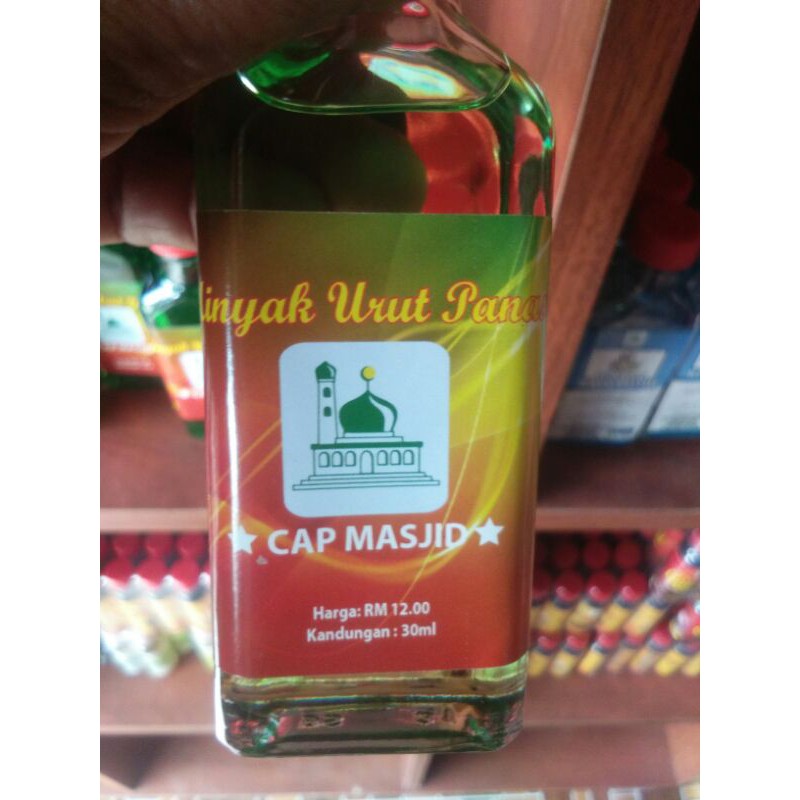 inyak Urut Pana
CAP MASJID
Harga: RM 12.00
Kandungan : 30ml